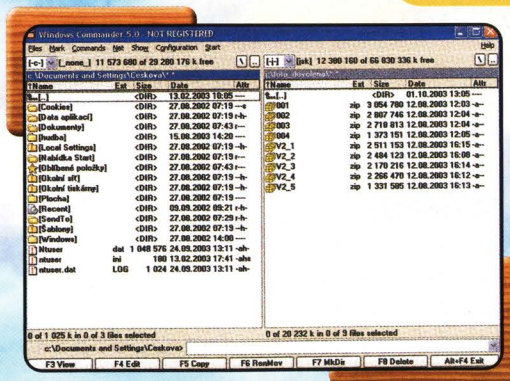 Windows Commander 5.0 - NOT REGISTERED
Files Mark Commands Net Show Configuration Start Help
[-c-] [_none_] 11 573 680 of 29 280 176 k free \ ..
c:\Documents and Settings\Ceskova\*.*
↑Name Ext Size Date Attr
[..] <DIR> 13.02.2003 10:05 ----
[Cookies] <DIR> 27.08.2002 07:19 ---s
[Data aplikací] <DIR> 27.08.2002 07:19 r-h-
[Dokumenty] <DIR> 27.08.2002 07:43 r---
[hudba] <DIR> 15.08.2003 14:20 ----
[Local Settings] <DIR> 27.08.2002 07:19 --h-
[Nabídka Start] <DIR> 27.08.2002 07:19 r---
[Oblíbené položky] <DIR> 27.08.2002 07:43 r---
[Okolní síť] <DIR> 27.08.2002 07:19 --h-
[Okolní tiskárny] <DIR> 27.08.2002 07:19 --h-
[Plocha] <DIR> 27.08.2002 07:19 ----
[Recent] <DIR> 09.09.2002 09:21 r-h-
[SendTo] <DIR> 27.08.2002 07:29 r-h-
[Šablony] <DIR> 27.08.2002 07:19 --h-
[Windows] <DIR> 27.08.2002 14:08 ----
Ntuser dat 1 048 576 24.09.2003 13:11 -ah-
ntuser ini 180 13.02.2003 17:41 -ahs
ntuser.dat LOG 1 024 24.09.2003 13:11 -ah-
0 of 1 025 k in 0 of 3 files selected
[-i-] [jsk] 12 380 160 of 66 830 336 k free \ ..
↑Name Ext Size Date Attr
[..] <DIR> 01.10.2003 13:05 ----
001 zip 3 054 780 12.08.2003 12:03 -a--
002 zip 2 807 746 12.08.2003 12:04 -a--
003 zip 2 718 813 12.08.2003 12:04 -a--
004 zip 1 373 151 12.08.2003 12:05 -a--
V2_1 zip 2 511 153 12.08.2003 16:15 -a--
V2_2 zip 2 484 123 12.08.2003 16:08 -a--
V2_3 zip 2 170 216 12.08.2003 16:14 -a--
V2_4 zip 2 266 470 12.08.2003 16:12 -a--
V2_5 zip 1 331 585 12.08.2003 16:13 -a--
0 of 20 232 k in 0 of 9 files selected
c:\Documents and Settings\Ceskova>
F3 View F4 Edit F5 Copy F6 RenMov F7 MkDir F8 Delete Alt+F4 Exit